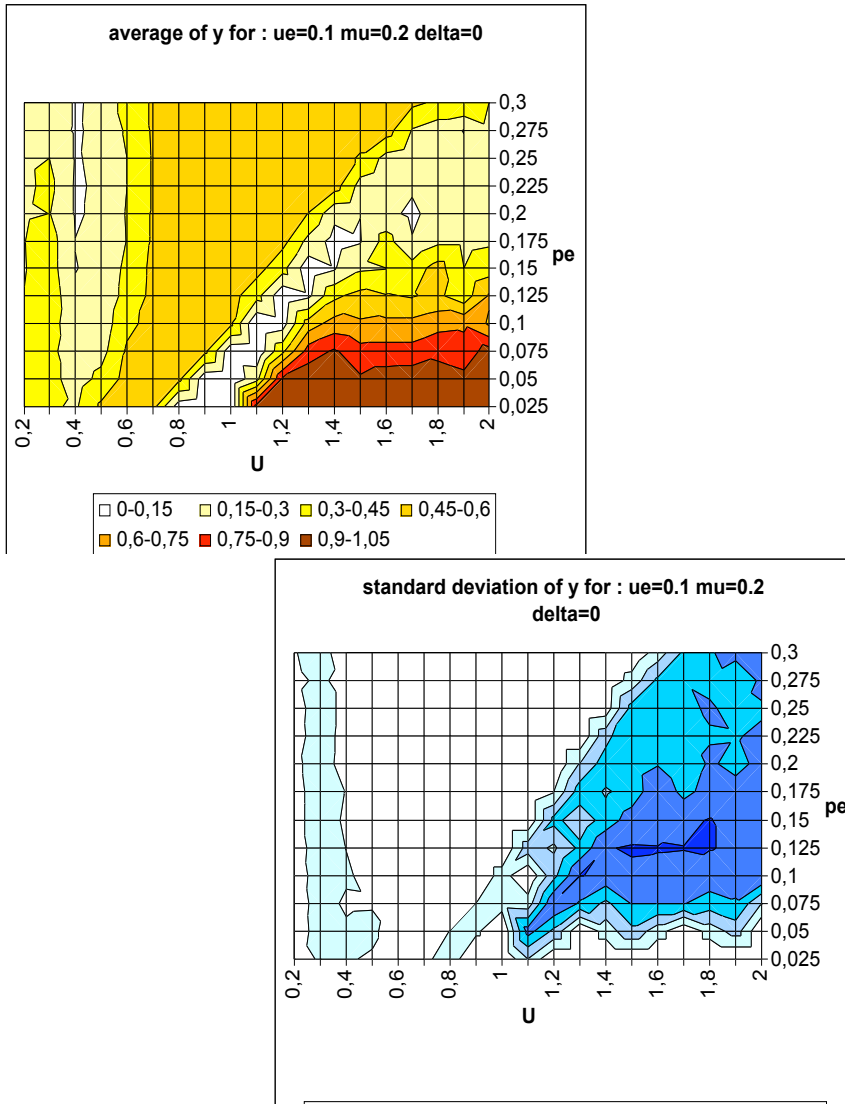 average of y for : ue=0.1 mu=0.2 delta=0
0,3
0,275
0,25
0,225
0,2
0,175
0,15
0,125
0,1
0,075
0,05
0,025
pe
0,2 0,4 0,6 0,8 1 1,2 1,4 1,6 1,8 2
U
0-0,15 0,15-0,3 0,3-0,45 0,45-0,6
0,6-0,75 0,75-0,9 0,9-1,05
standard deviation of y for : ue=0.1 mu=0.2
delta=0
0,3
0,275
0,25
0,225
0,2
0,175
0,15
0,125
0,1
0,075
0,05
0,025
pe
0,2 0,4 0,6 0,8 1 1,2 1,4 1,6 1,8 2
U